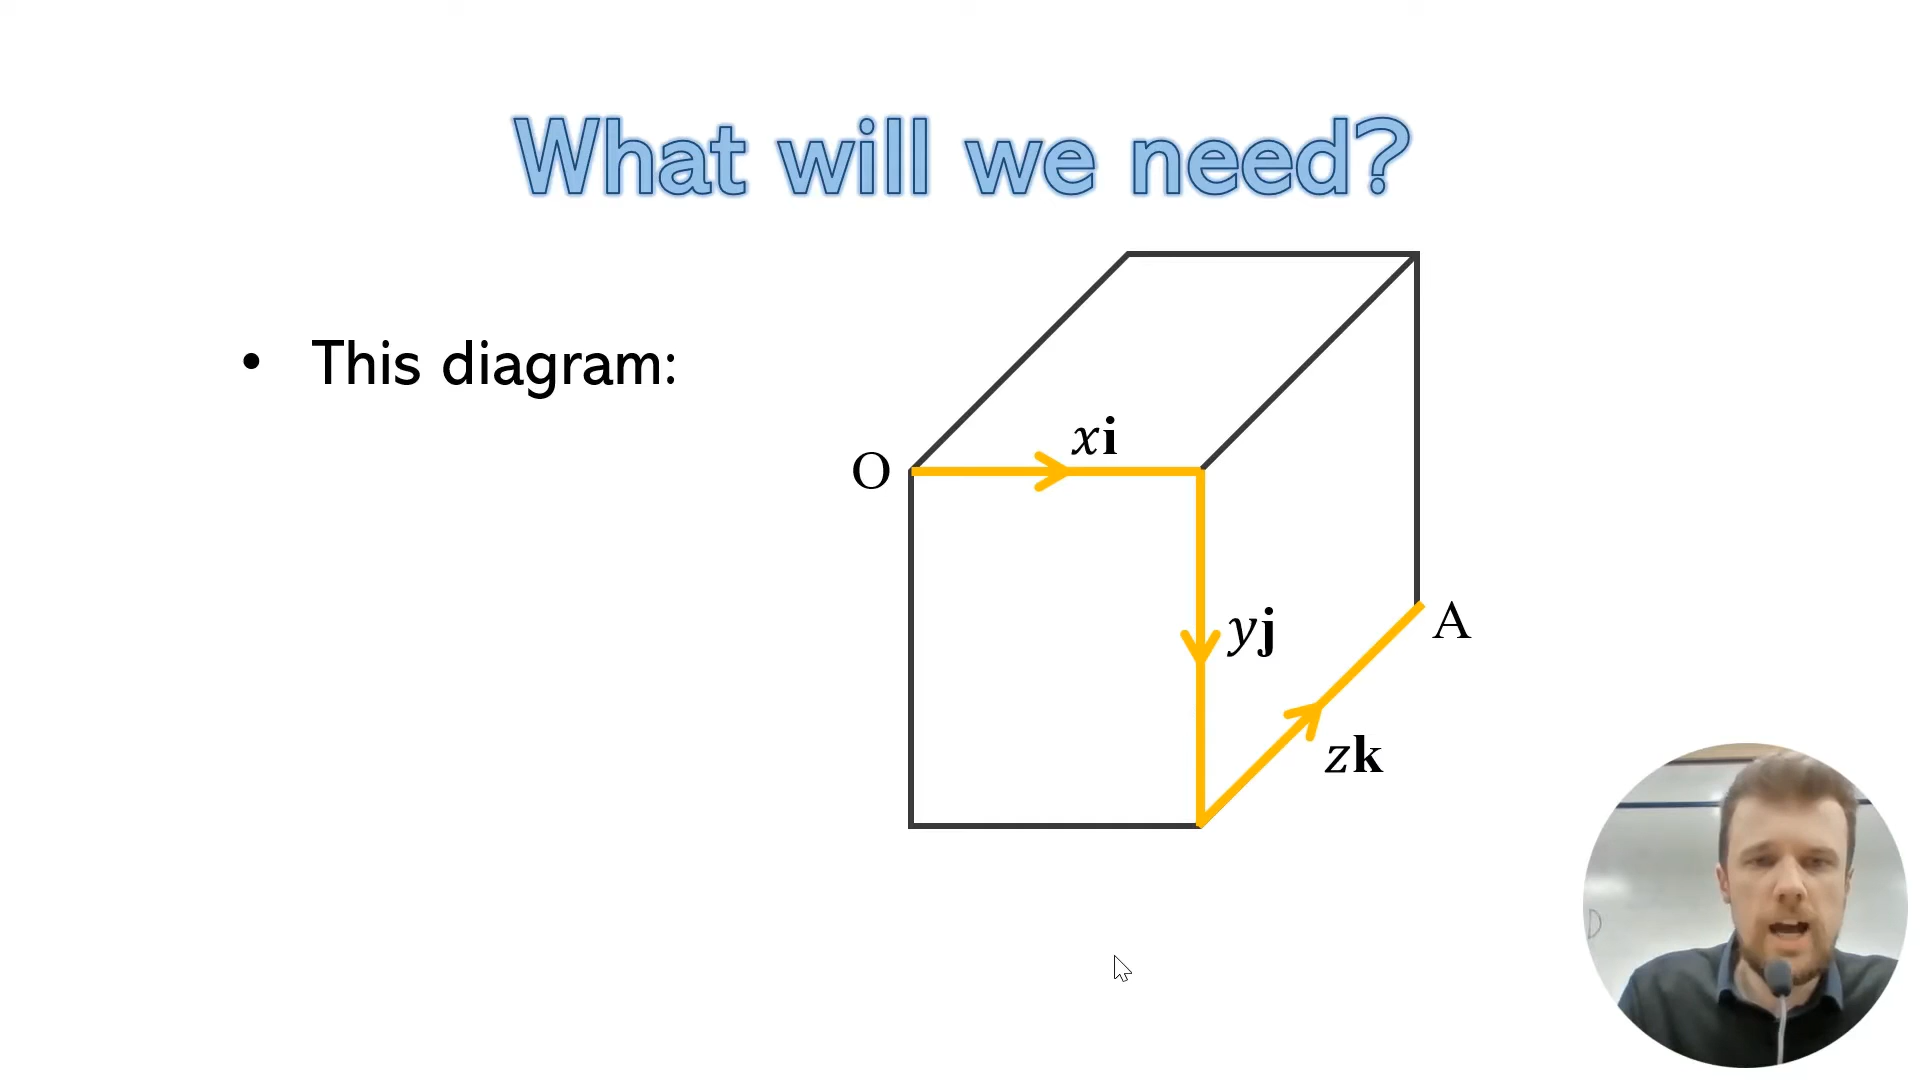 What will we need?
• This diagram:
xi
O
yj
A
zk
D